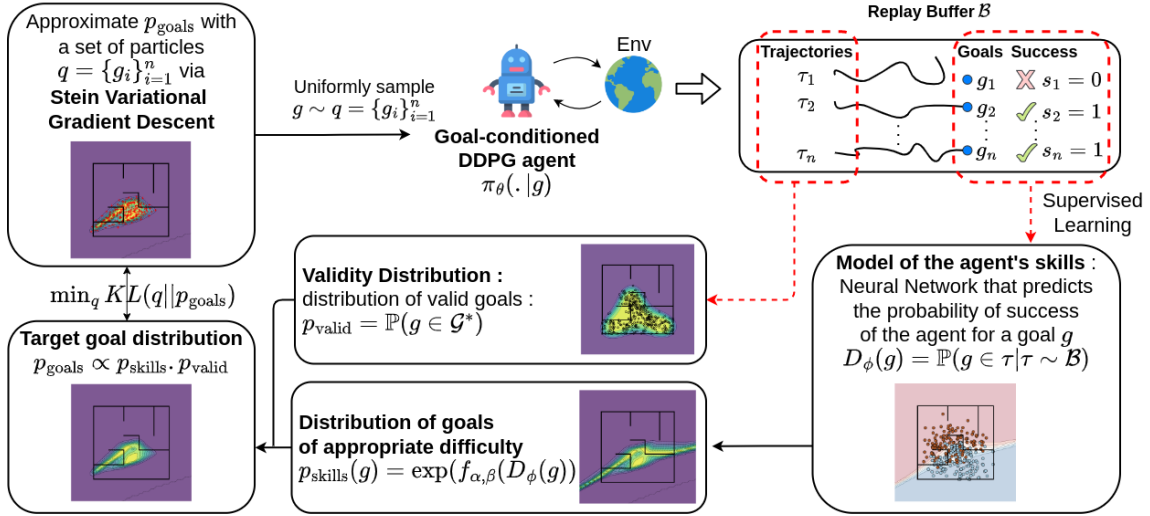 Approximate $p_{\text{goals}}$ with
a set of particles
$q = \{g_i\}_{i=1}^{n}$ via
Stein Variational
Gradient Descent
Uniformly sample
$g \sim q = \{g_i\}_{i=1}^{n}$
Env
Goal-conditioned
DDPG agent
$\pi_\theta(.|g)$
Replay Buffer $\mathcal{B}$
Trajectories Goals Success
$\tau_1$ $g_1$ $s_1 = 0$
$\tau_2$ $g_2$ $s_2 = 1$
$\tau_n$ $g_n$ $s_n = 1$
Supervised
Learning
Model of the agent's skills :
Neural Network that predicts
the probability of success
of the agent for a goal $g$
$D_\phi(g) = \mathbb{P}(g \in \tau | \tau \sim \mathcal{B})$
Validity Distribution :
distribution of valid goals :
$p_{\text{valid}} = \mathbb{P}(g \in \mathcal{G}^*)$
Distribution of goals
of appropriate difficulty
$p_{\text{skills}}(g) = \exp(f_{\alpha,\beta}(D_\phi(g))$
$\min_q KL(q||p_{\text{goals}})$
Target goal distribution
$p_{\text{goals}} \propto p_{\text{skills}}.\, p_{\text{valid}}$